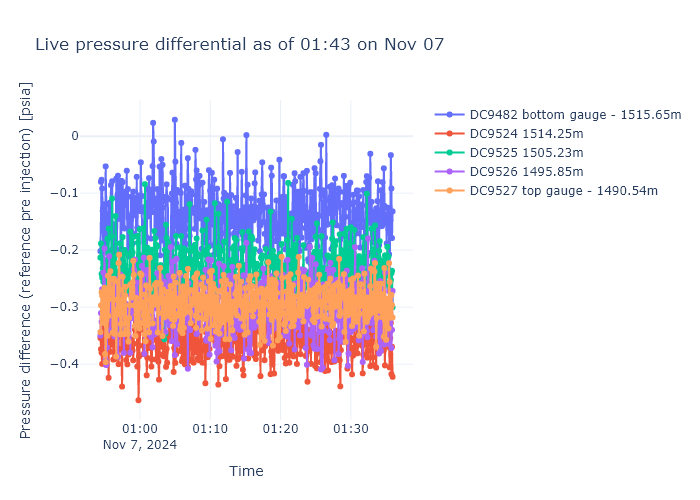 Live pressure differential as of 01:43 on Nov 07
Pressure difference (reference pre injection) [psia]
0
−0.1
−0.2
−0.3
−0.4
01:00
Nov 7, 2024
01:10
01:20
01:30
Time
DC9482 bottom gauge - 1515.65m
DC9524 1514.25m
DC9525 1505.23m
DC9526 1495.85m
DC9527 top gauge - 1490.54m